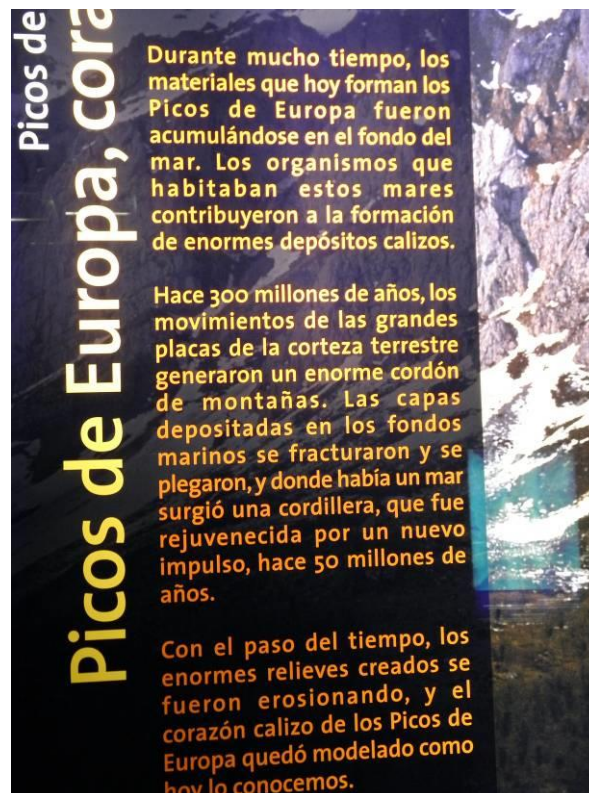 Picos de
Picos de Europa, cora
Durante mucho tiempo, los
materiales que hoy forman los
Picos de Europa fueron
acumulándose en el fondo del
mar. Los organismos que
habitaban estos mares
contribuyeron a la formación
de enormes depósitos calizos.
Hace 300 millones de años, los
movimientos de las grandes
placas de la corteza terrestre
generaron un enorme cordón
de montañas. Las capas
depositadas en los fondos
marinos se fracturaron y se
plegaron, y donde había un mar
surgió una cordillera, que fue
rejuvenecida por un nuevo
impulso, hace 50 millones de
años.
Con el paso del tiempo, los
enormes relieves creados se
fueron erosionando, y el
corazón calizo de los Picos de
Europa quedó modelado como
hoy lo conocemos.